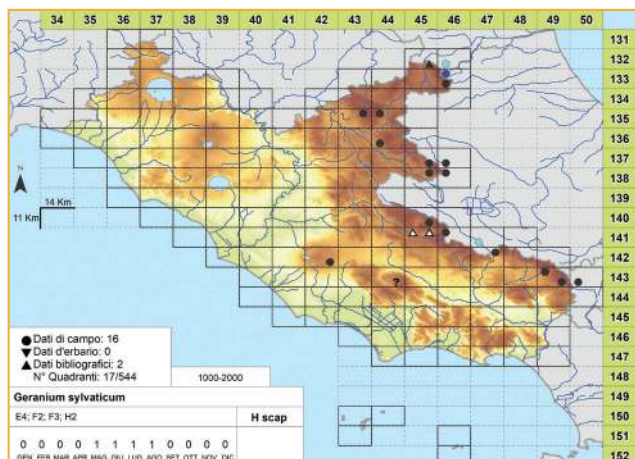 34 35 36 37 38 39 40 41 42 43 44 45 46 47 48 49 50
131
132
133
134
135
136
137
138
139
140
141
142
143
144
145
146
147
148
149
150
151
152
N
14 Km
11 Km
?
Dati di campo: 16
Dati d'erbario: 0
Dati bibliografici: 2
N° Quadranti: 17/544
1000-2000
Geranium sylvaticum
E4; F2; F3; H2
H scap
0 0 0 0 1 1 1 1 0 0 0 0
GEN FEB MAR APR MAG GIU LUG AGO SET OTT NOV DIC